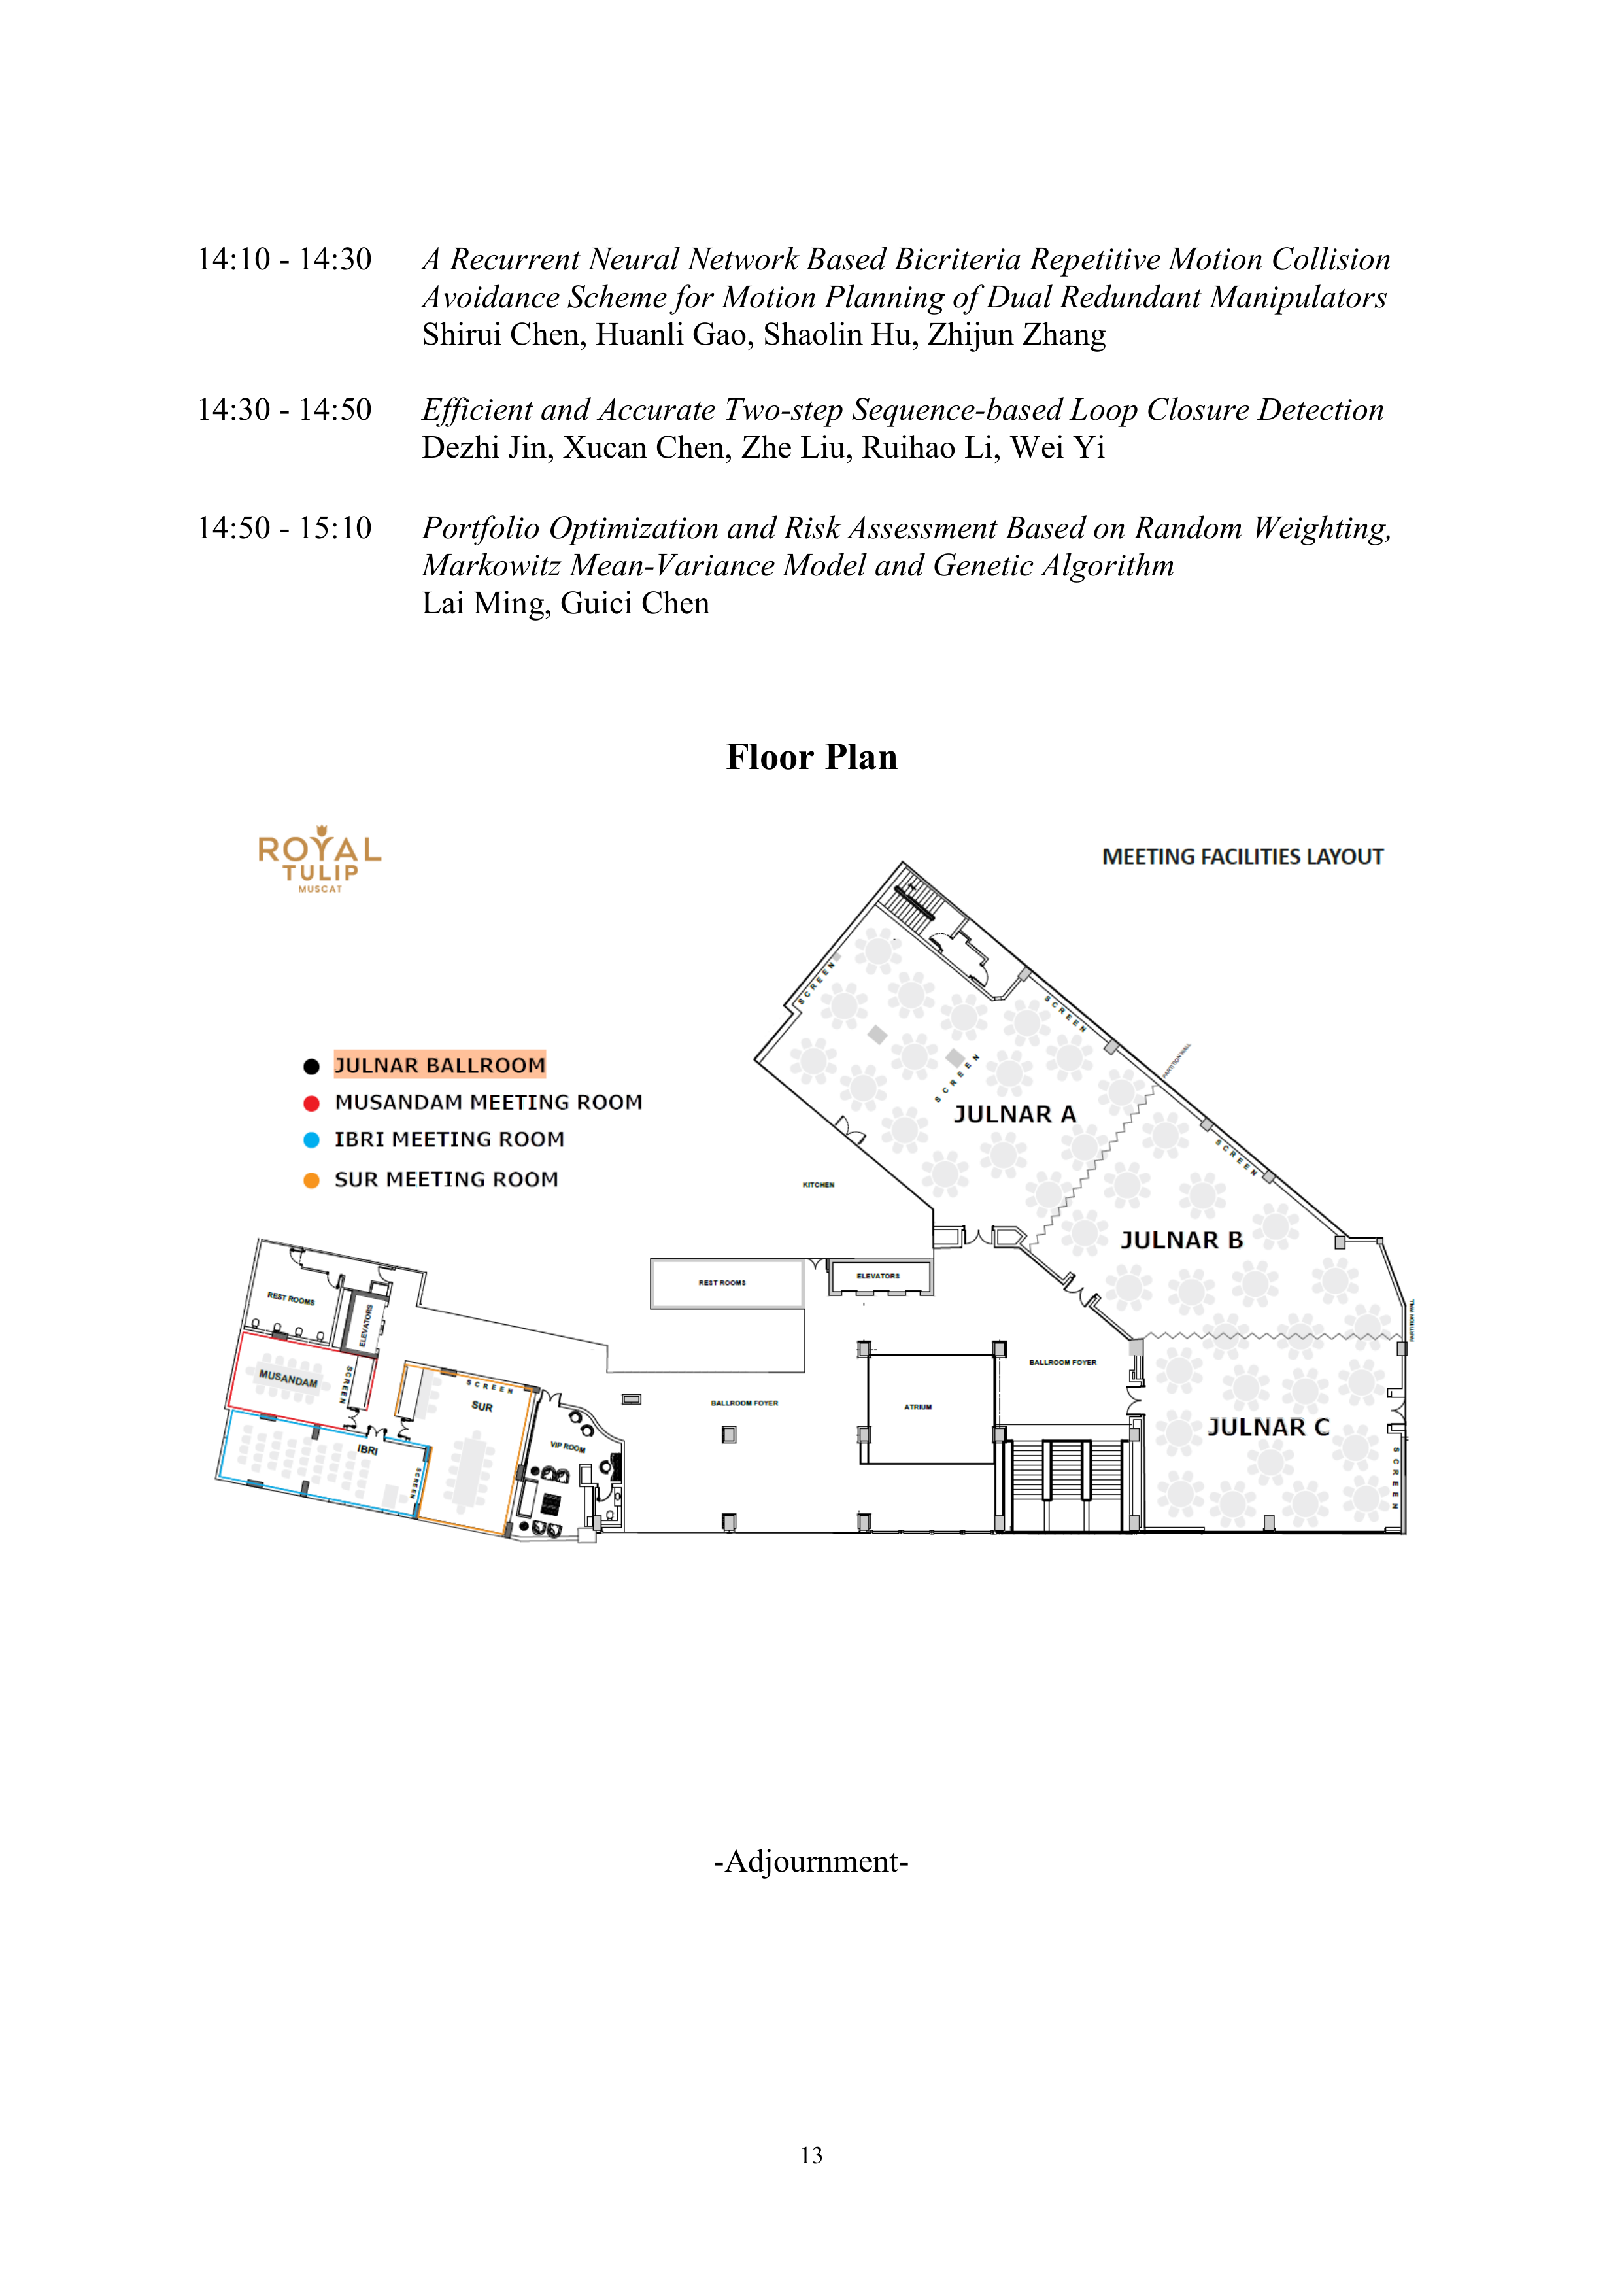 14:10 - 14:30 A Recurrent Neural Network Based Bicriteria Repetitive Motion Collision
Avoidance Scheme for Motion Planning of Dual Redundant Manipulators
Shirui Chen, Huanli Gao, Shaolin Hu, Zhijun Zhang
14:30 - 14:50 Efficient and Accurate Two-step Sequence-based Loop Closure Detection
Dezhi Jin, Xucan Chen, Zhe Liu, Ruihao Li, Wei Yi
14:50 - 15:10 Portfolio Optimization and Risk Assessment Based on Random Weighting,
Markowitz Mean-Variance Model and Genetic Algorithm
Lai Ming, Guici Chen
Floor Plan
ROYAL
TULIP
MUSCAT
MEETING FACILITIES LAYOUT
JULNAR BALLROOM
MUSANDAM MEETING ROOM
IBRI MEETING ROOM
SUR MEETING ROOM
SCREEN
SCREEN
SCREEN
PARTITION WALL
JULNAR A
SCREEN
KITCHEN
JULNAR B
REST ROOMS
ELEVATORS
REST ROOMS
ELEVATORS
PARTITION WALL
BALLROOM FOYER
MUSANDAM
SCREEN
SCREEN
SUR
BALLROOM FOYER
ATRIUM
JULNAR C
VIP ROOM
IBRI
SCREEN
SCREEN
-Adjournment-
13